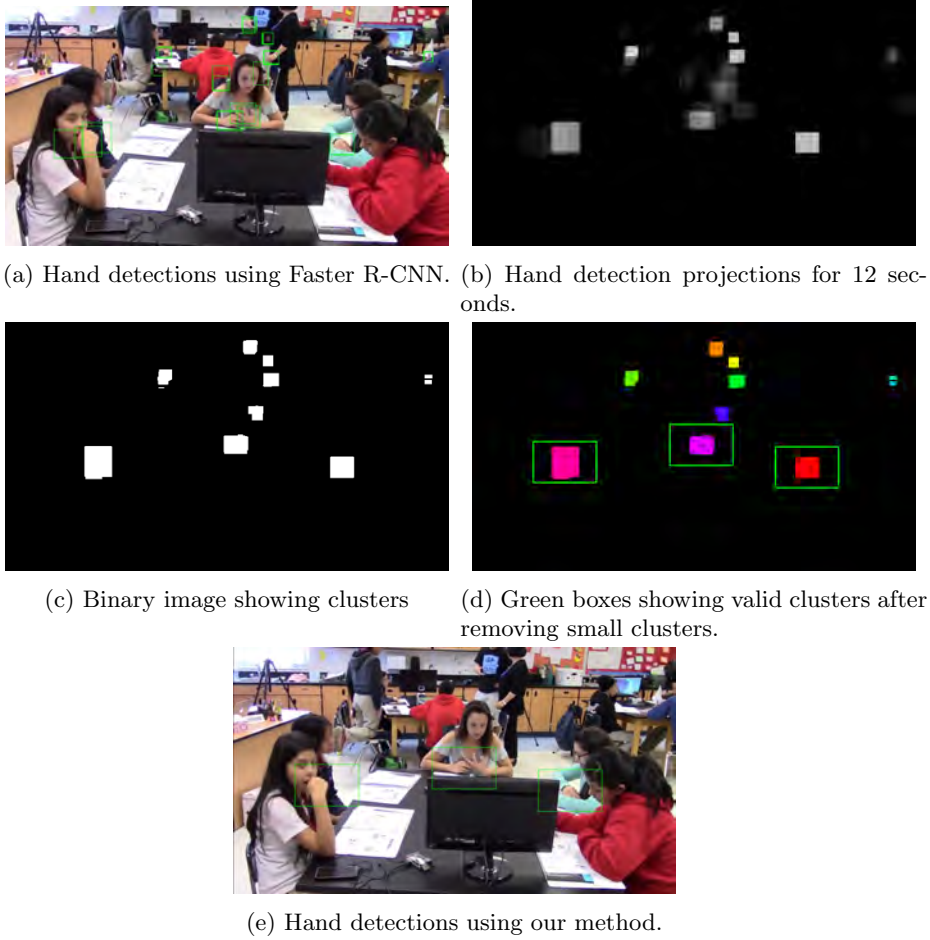 (a) Hand detections using Faster R-CNN.
(b) Hand detection projections for 12 sec-
onds.
(c) Binary image showing clusters
(d) Green boxes showing valid clusters after
removing small clusters.
(e) Hand detections using our method.